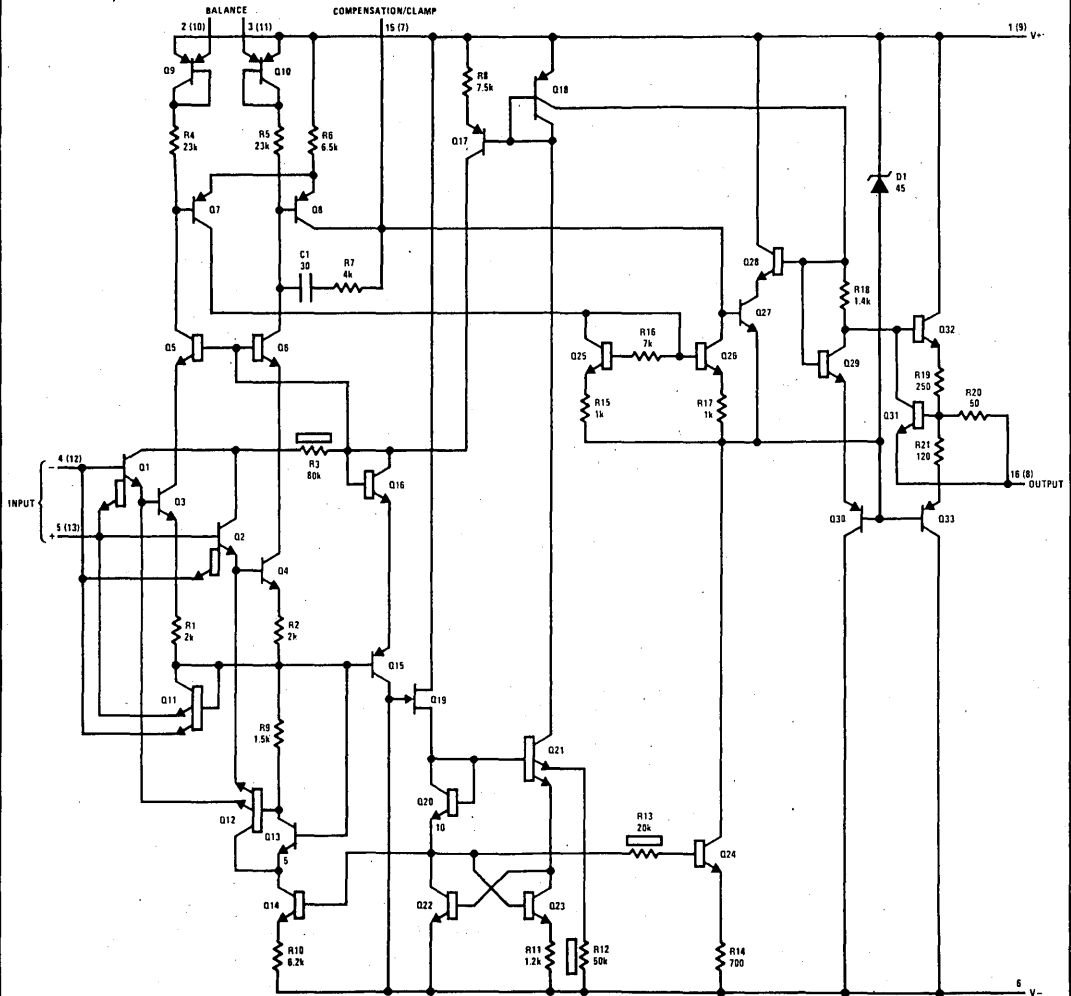 BALANCE
COMPENSATION/CLAMP
2 (10)
3 (11)
15 (7)
1 (9)
V+
Q9
Q10
R8
7.5k
Q18
R4
23k
R5
23k
R6
6.5k
Q17
D1
45
Q7
Q8
C1
30
R7
4k
Q28
R18
1.4k
Q27
Q5
Q6
R16
7k
Q25
Q26
Q29
Q32
R19
250
R20
50
R15
1k
R17
1k
Q31
R21
120
4 (12)
-
Q1
R3
80k
Q16
16 (8)
OUTPUT
INPUT
Q3
5 (13)
+
Q2
Q30
Q33
Q4
R1
2k
R2
2k
Q15
Q11
Q19
R9
1.5k
Q21
Q12
Q13
5
Q20
10
R13
20k
Q24
Q14
Q22
Q23
R10
6.2k
R11
1.2k
R12
50k
R14
700
6
V-